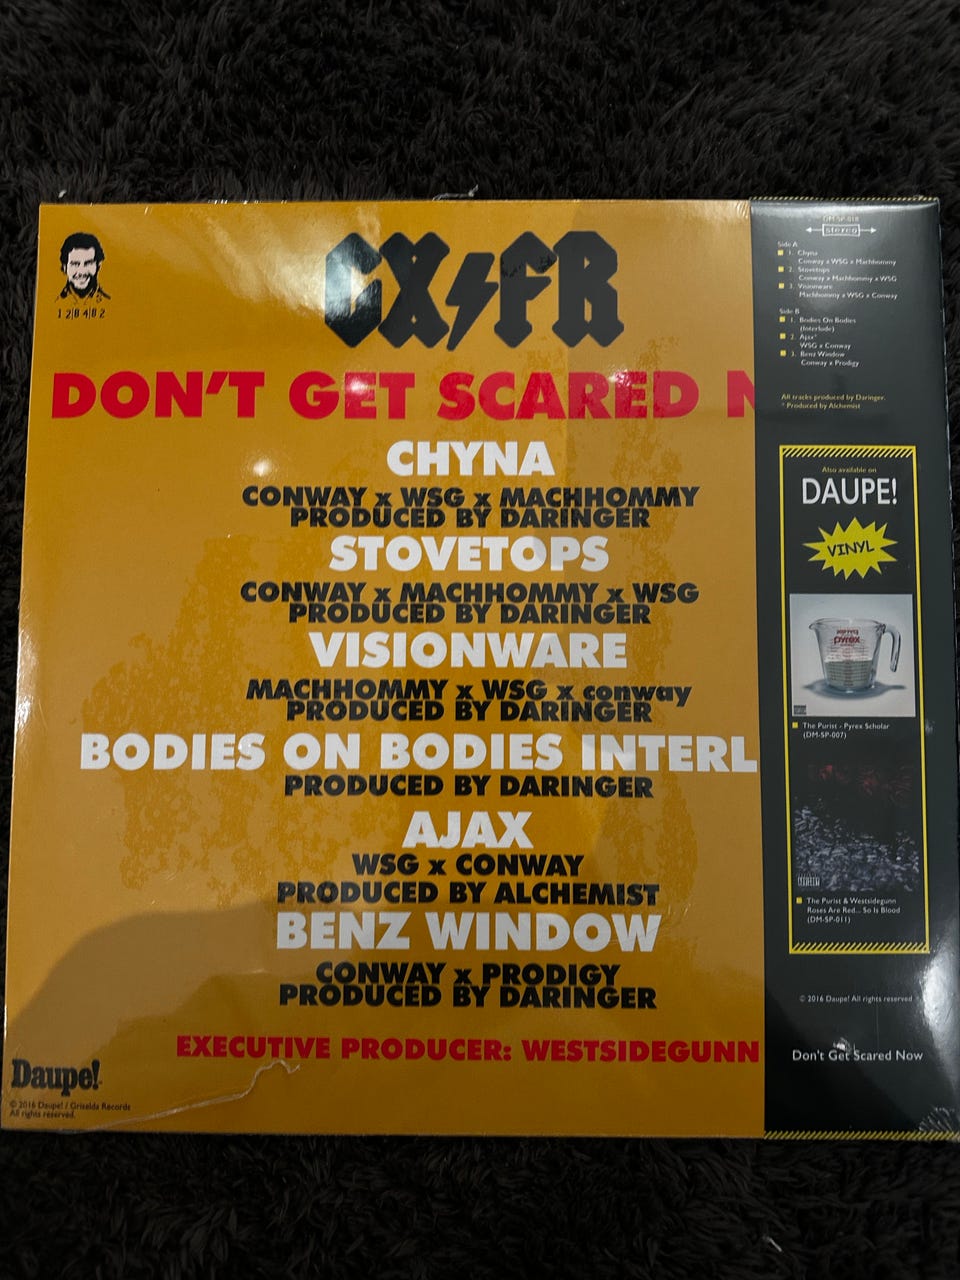 GX⚡FR
12|8 4|8 2
DON'T GET SCARED N
CHYNA
CONWAY x WSG x MACHHOMMY
PRODUCED BY DARINGER
STOVETOPS
CONWAY x MACHHOMMY x WSG
PRODUCED BY DARINGER
VISIONWARE
MACHHOMMY x WSG x conway
PRODUCED BY DARINGER
BODIES ON BODIES INTERL
PRODUCED BY DARINGER
AJAX
WSG x CONWAY
PRODUCED BY ALCHEMIST
BENZ WINDOW
CONWAY x PRODIGY
PRODUCED BY DARINGER
EXECUTIVE PRODUCER: WESTSIDEGUNN
Daupe!
© 2016 Daupe! / Griselda Records
All rights reserved.
DM-SP-018
stereo
Side A
1. Chyna
Conway x WSG x Machhommy
2. Stovetops
Conway x Machhommy x WSG
3. Visionware
Machhommy x WSG x Conway
Side B
1. Bodies On Bodies
(Interlude)
2. Ajax*
WSG x Conway
3. Benz Window
Conway x Prodigy
All tracks produced by Daringer.
* Produced by Alchemist
Also available on
DAUPE!
VINYL
pyrex
The Purist - Pyrex Scholar
(DM-SP-007)
The Purist & Westsidegunn
Roses Are Red... So Is Blood
(DM-SP-011)
© 2016 Daupe! All rights reserved
Don't Get Scared Now